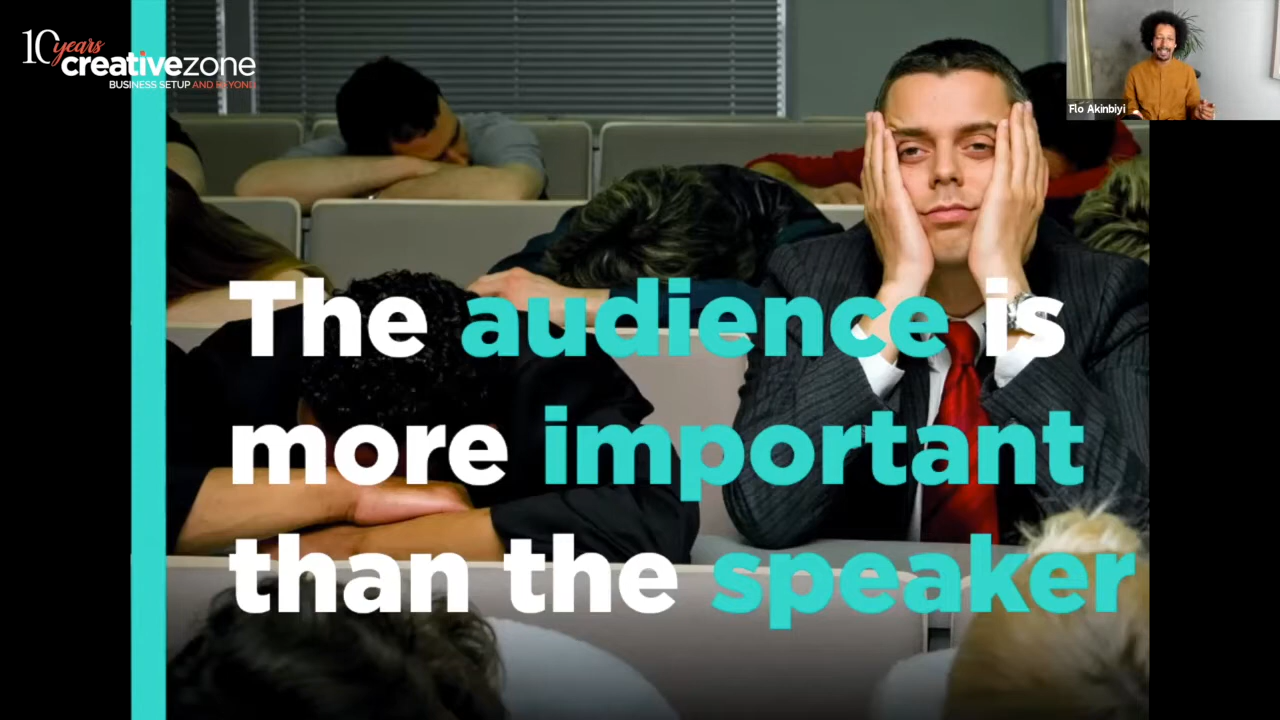 10 years
creativezone
BUSINESS SETUP AND BEYOND
Flo Akinbiyi
The audience is
more important
than the speaker